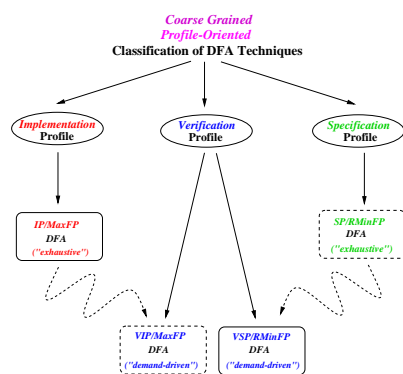 Coarse Grained
Profile-Oriented
Classification of DFA Techniques
Implementation
Profile
Verification
Profile
Specification
Profile
IP/MaxFP
DFA
("exhaustive")
SP/RMinFP
DFA
("exhaustive")
VIP/MaxFP
DFA
("demand-driven")
VSP/RMinFP
DFA
("demand-driven")